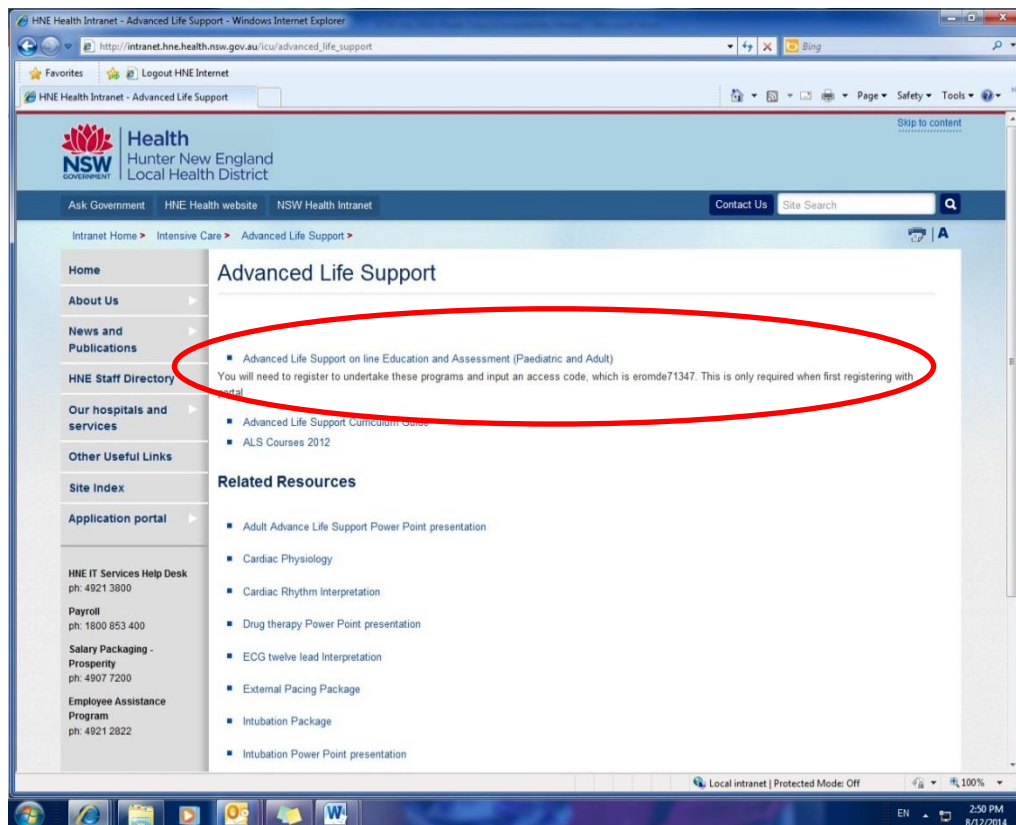 HNE Health Intranet - Advanced Life Support - Windows Internet Explorer
http://intranet.hne.health.nsw.gov.au/icu/advanced_life_support
Bing
Favorites
Logout HNE Internet
HNE Health Intranet - Advanced Life Support
Page
Safety
Tools
Skip to content
NSW
GOVERNMENT
Health
Hunter New England
Local Health District
Ask Government
HNE Health website
NSW Health Intranet
Contact Us
Site Search
Intranet Home >
Intensive Care >
Advanced Life Support >
A
Home
About Us
News and
Publications
HNE Staff Directory
Our hospitals and
services
Other Useful Links
Site Index
Application portal
HNE IT Services Help Desk
ph: 4921 3800
Payroll
ph: 1800 853 400
Salary Packaging -
Prosperity
ph: 4907 7200
Employee Assistance
Program
ph: 4921 2822
Advanced Life Support
Advanced Life Support on line Education and Assessment (Paediatric and Adult)
You will need to register to undertake these programs and input an access code, which is eromde71347. This is only required when first registering with
portal
Advanced Life Support Curriculum Guide
ALS Courses 2012
Related Resources
Adult Advance Life Support Power Point presentation
Cardiac Physiology
Cardiac Rhythm Interpretation
Drug therapy Power Point presentation
ECG twelve lead Interpretation
External Pacing Package
Intubation Package
Intubation Power Point presentation
Local intranet | Protected Mode: Off
100%
EN
2:50 PM
8/12/2014